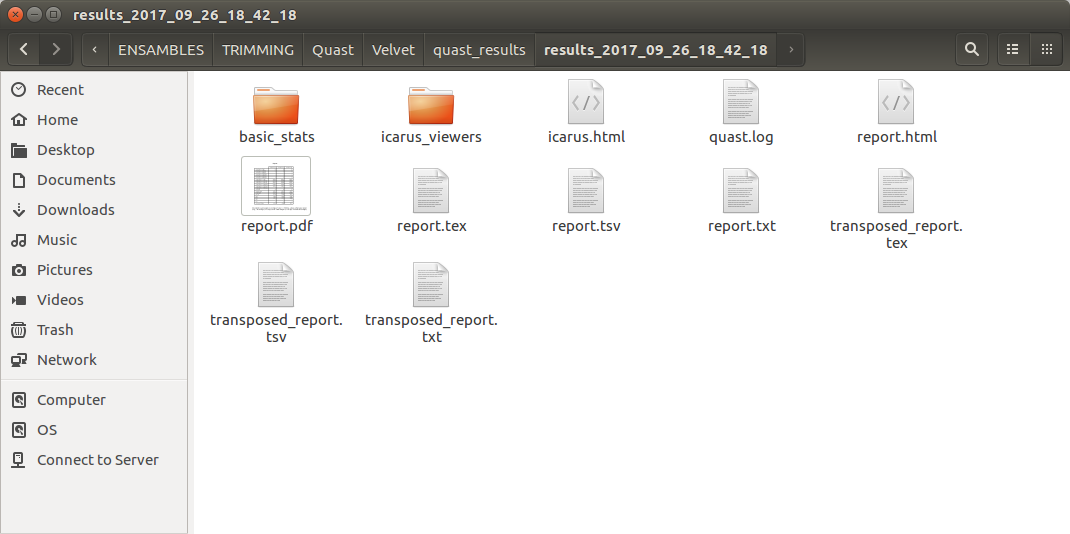 results_2017_09_26_18_42_18
ENSAMBLES TRIMMING Quast Velvet quast_results results_2017_09_26_18_42_18
Recent
Home
Desktop
Documents
Downloads
Music
Pictures
Videos
Trash
Network
Computer
OS
Connect to Server
basic_stats icarus_viewers icarus.html quast.log report.html
report.pdf report.tex report.tsv report.txt transposed_report.
tex
transposed_report. transposed_report.
tsv txt